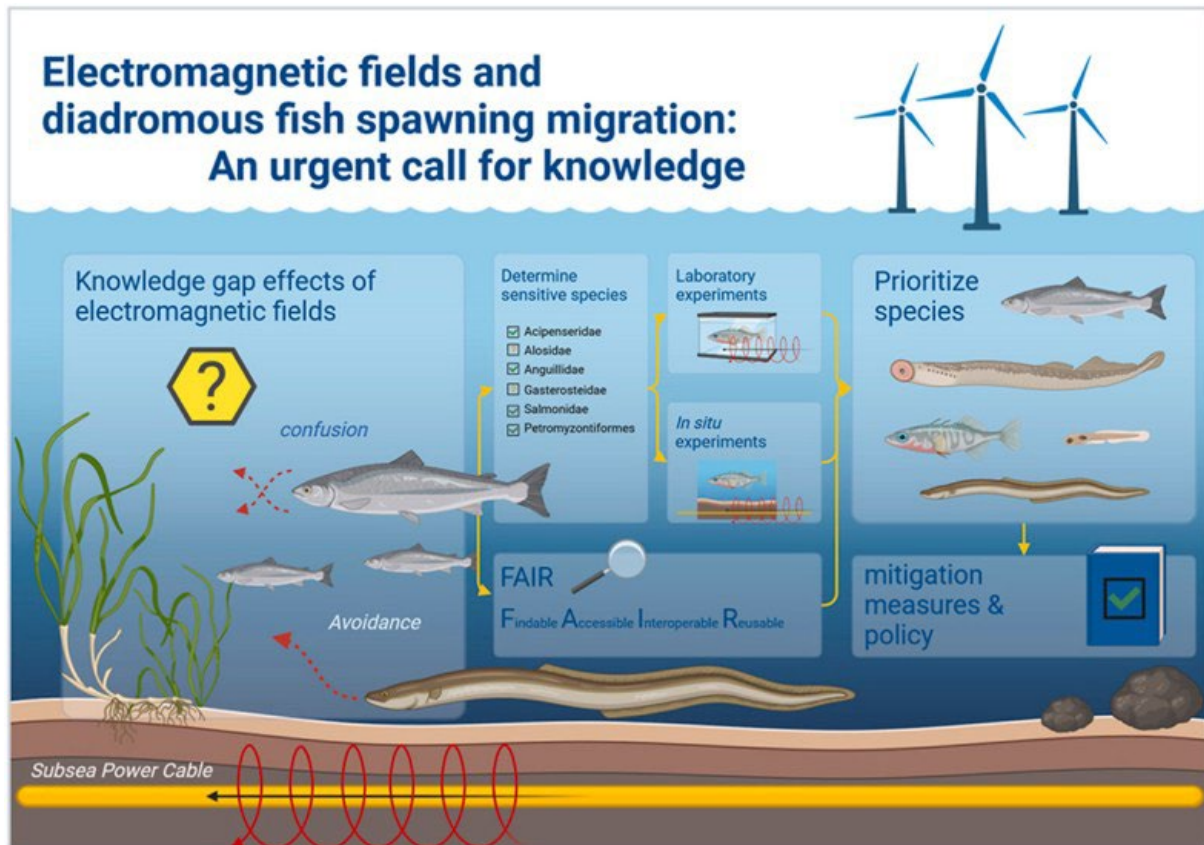 Electromagnetic fields and
diadromous fish spawning migration:
An urgent call for knowledge
Knowledge gap effects of
electromagnetic fields
?
confusion
Avoidance
Determine
sensitive species
Acipenseridae
Alosidae
Anguillidae
Gasterosteidae
Salmonidae
Petromyzontiformes
Laboratory
experiments
In situ
experiments
FAIR
Findable Accessible Interoperable Reusable
Prioritize
species
mitigation
measures &
policy
Subsea Power Cable